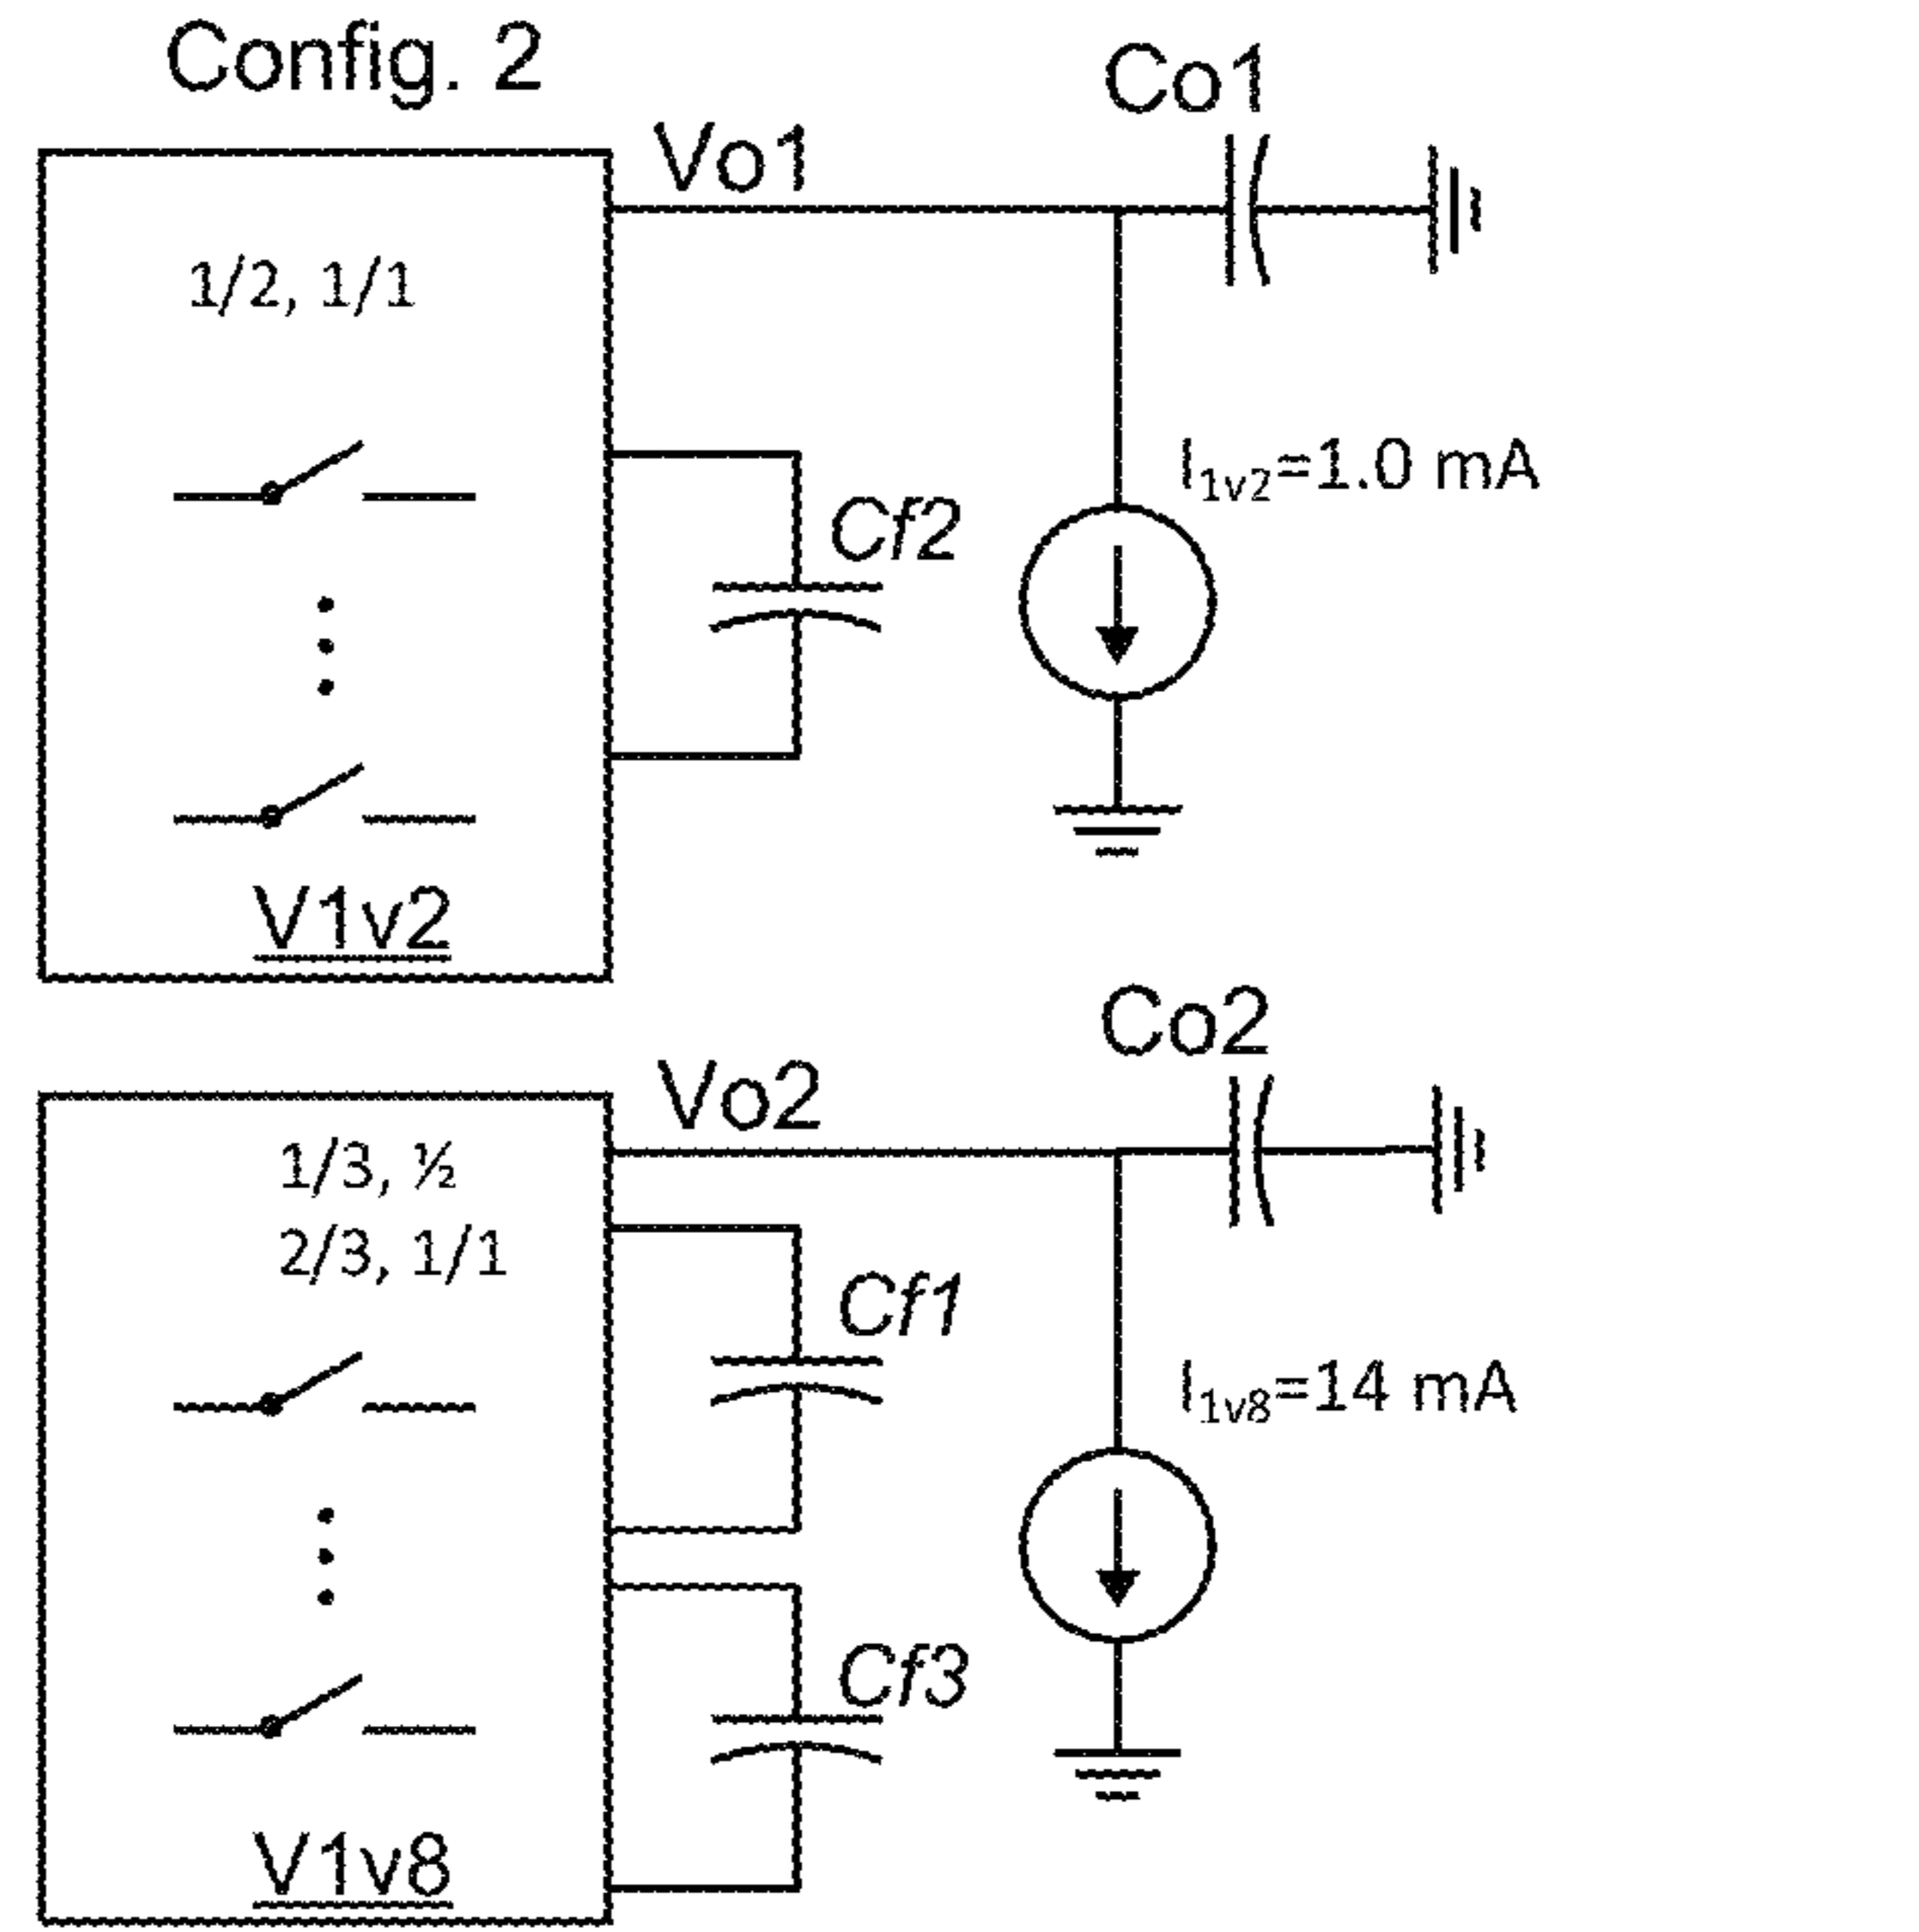 Config. 2
Co1
Vo1
1/2, 1/1
I1v2=1.0 mA
Cf2
V1v2
Co2
Vo2
1/3, ½
2/3, 1/1
Cf1
I1v8=14 mA
Cf3
V1v8